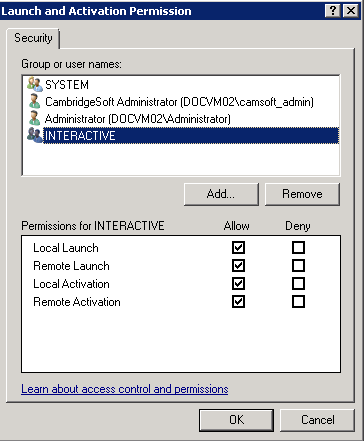 Launch and Activation Permission
Security
Group or user names:
SYSTEM
CambridgeSoft Administrator (DOCVM02\camsoft_admin)
Administrator (DOCVM02\Administrator)
INTERACTIVE
Add... Remove
Permissions for INTERACTIVE Allow Deny
Local Launch
Remote Launch
Local Activation
Remote Activation
Learn about access control and permissions
OK Cancel